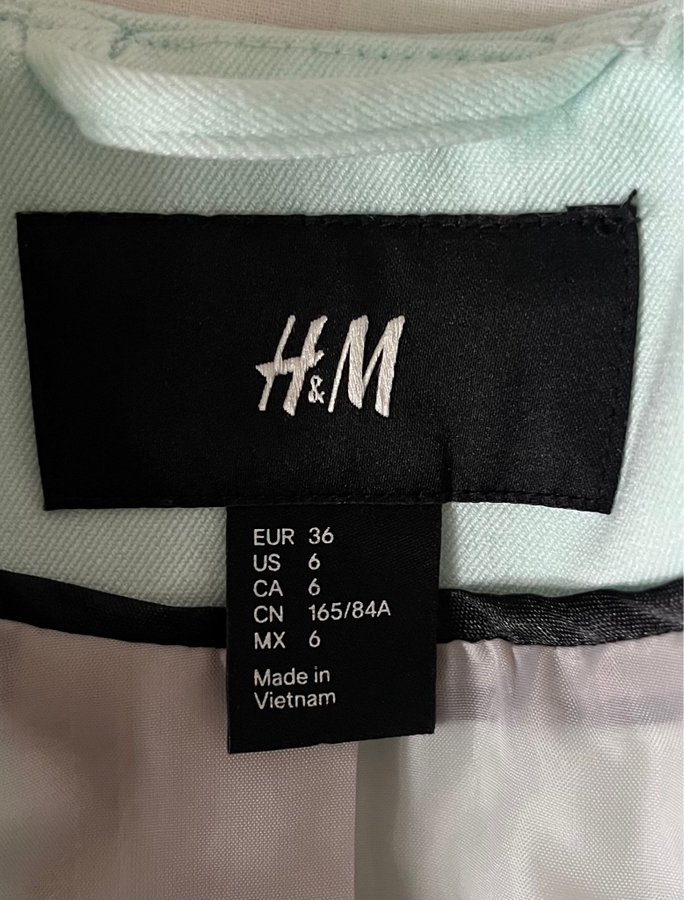 H&M
EUR 36
US 6
CA 6
CN 165/84A
MX 6
Made in
Vietnam